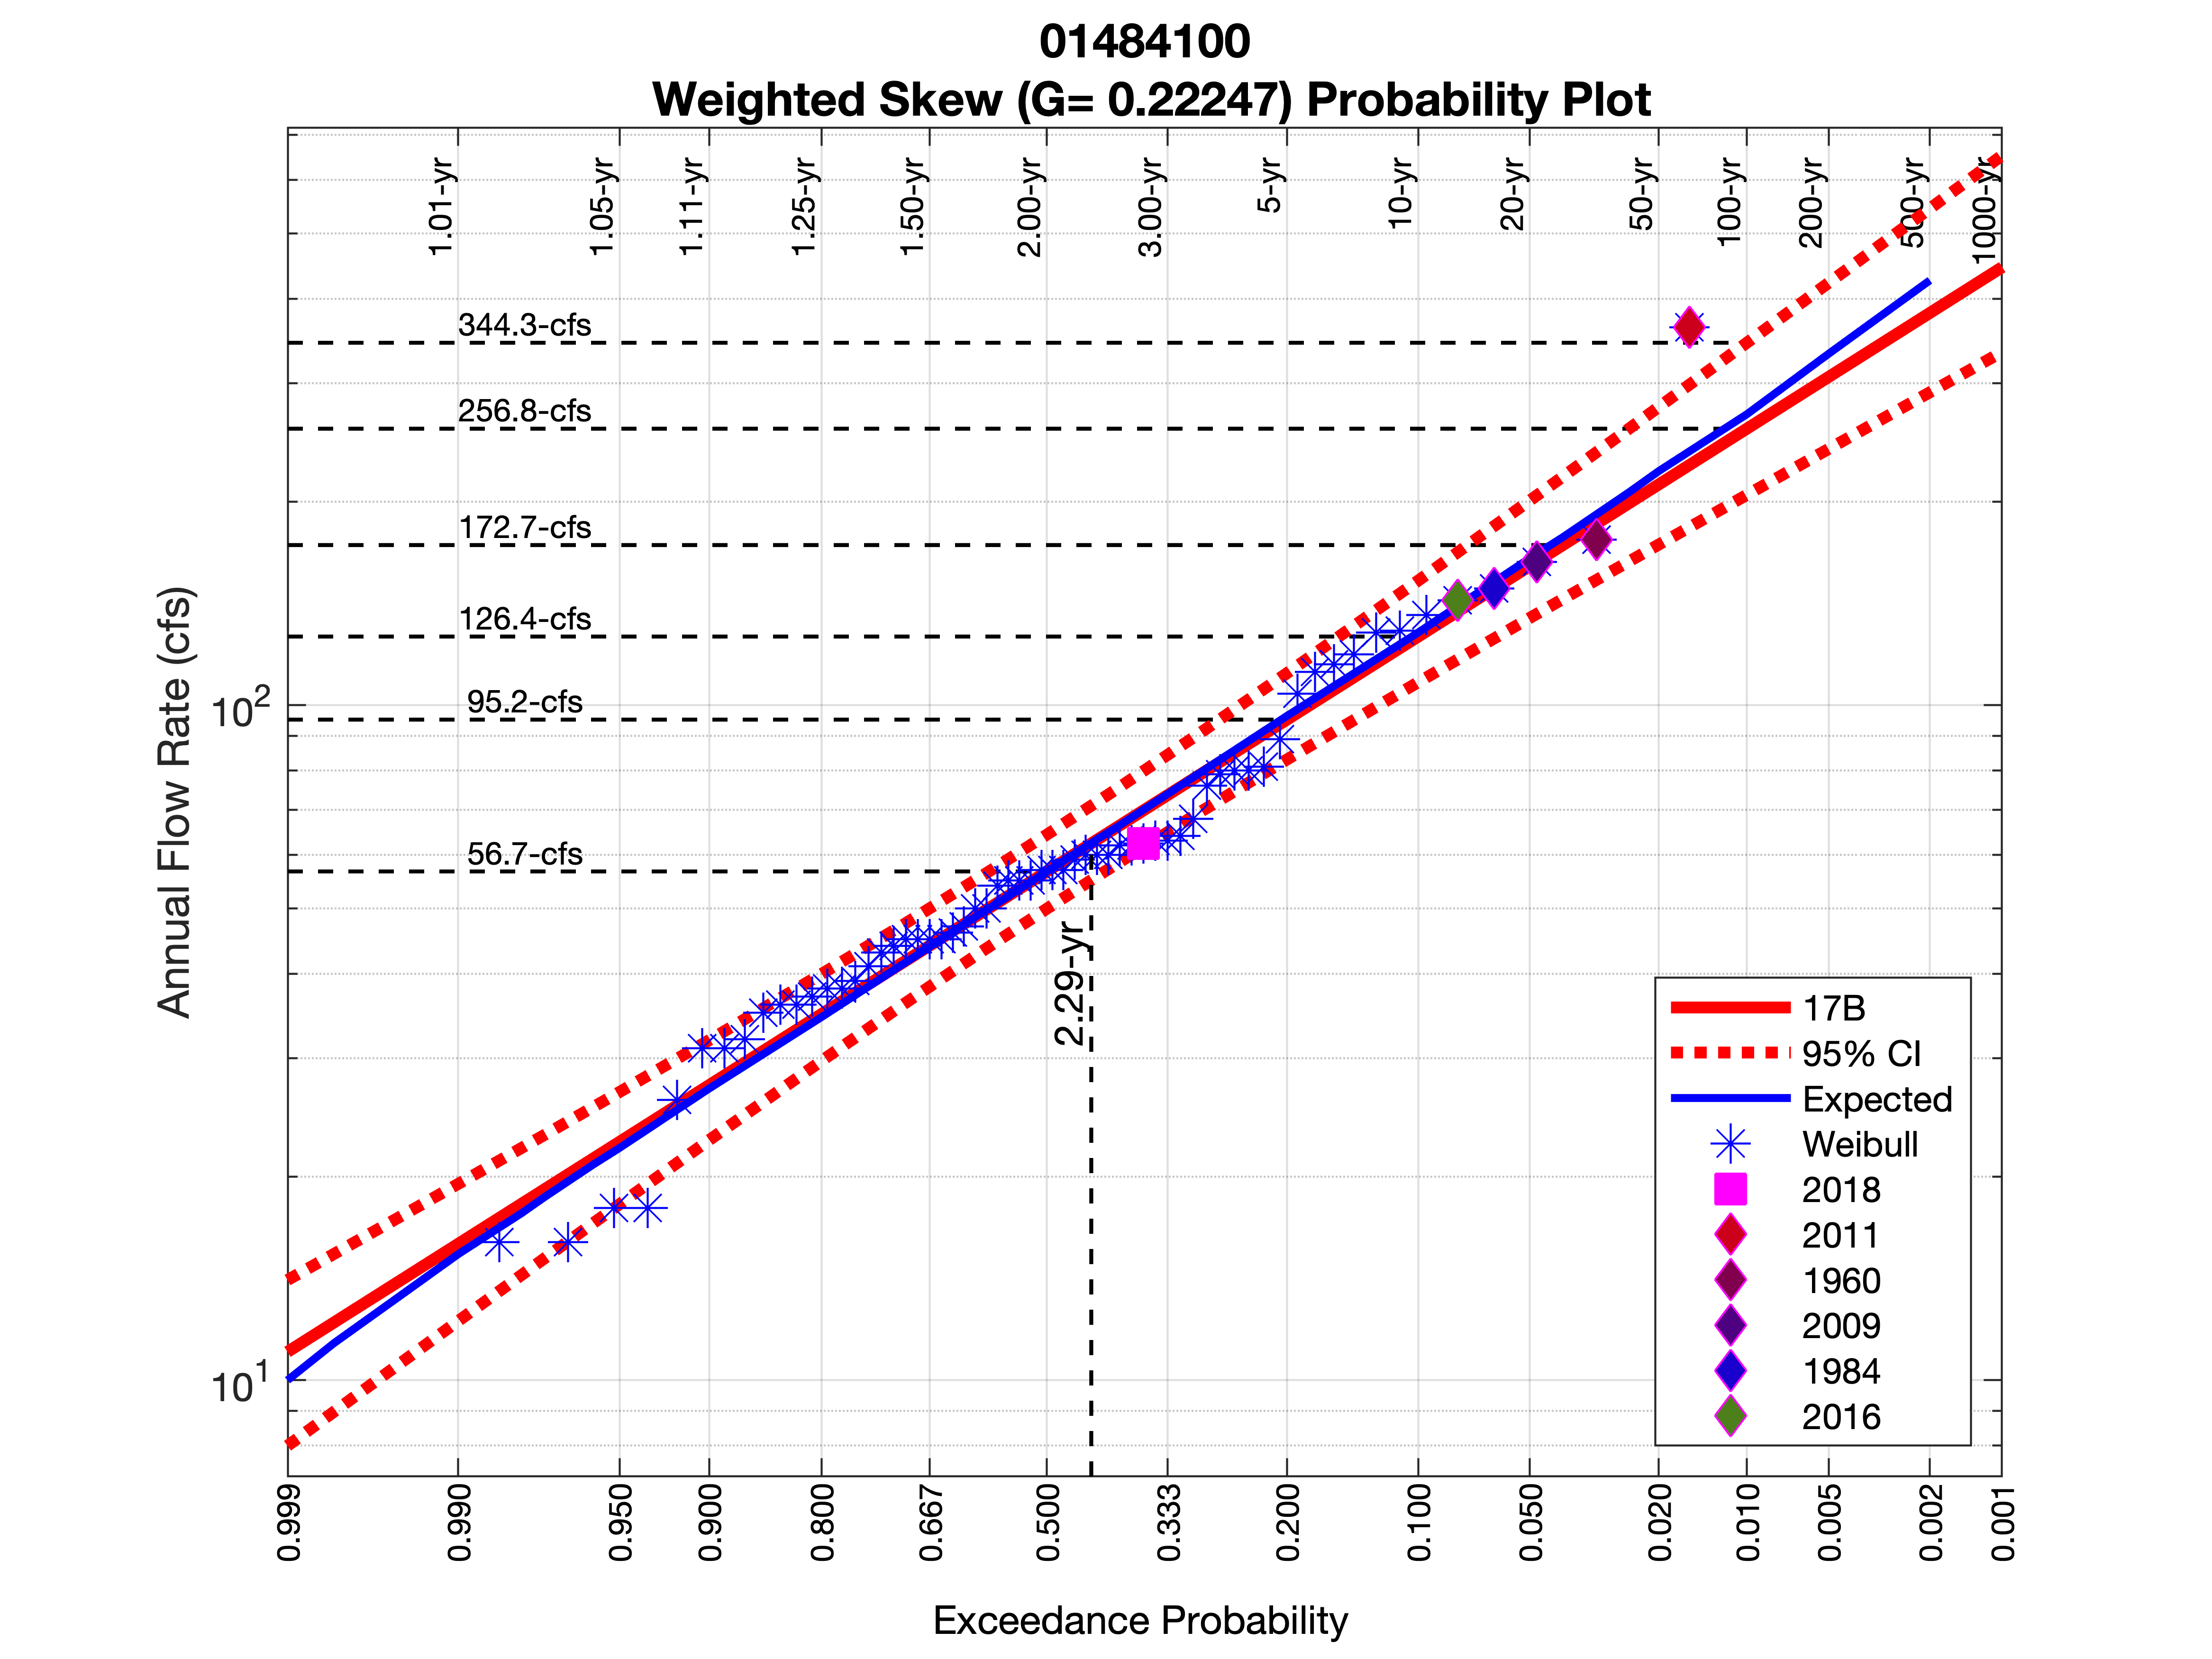 01484100
Weighted Skew (G= 0.22247) Probability Plot
1.01-yr
1.05-yr
1.11-yr
1.25-yr
1.50-yr
2.00-yr
3.00-yr
5-yr
10-yr
20-yr
50-yr
100-yr
200-yr
500-yr
1000-yr
344.3-cfs
256.8-cfs
172.7-cfs
126.4-cfs
95.2-cfs
56.7-cfs
2.29-yr
Annual Flow Rate (cfs)
10²
10¹
17B
95% CI
Expected
Weibull
2018
2011
1960
2009
1984
2016
0.999
0.990
0.950
0.900
0.800
0.667
0.500
0.333
0.200
0.100
0.050
0.020
0.010
0.005
0.002
0.001
Exceedance Probability